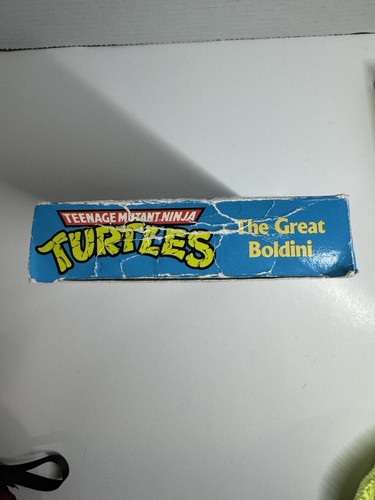 TEENAGE MUTANT NINJA
TURTLES
The Great
Boldini